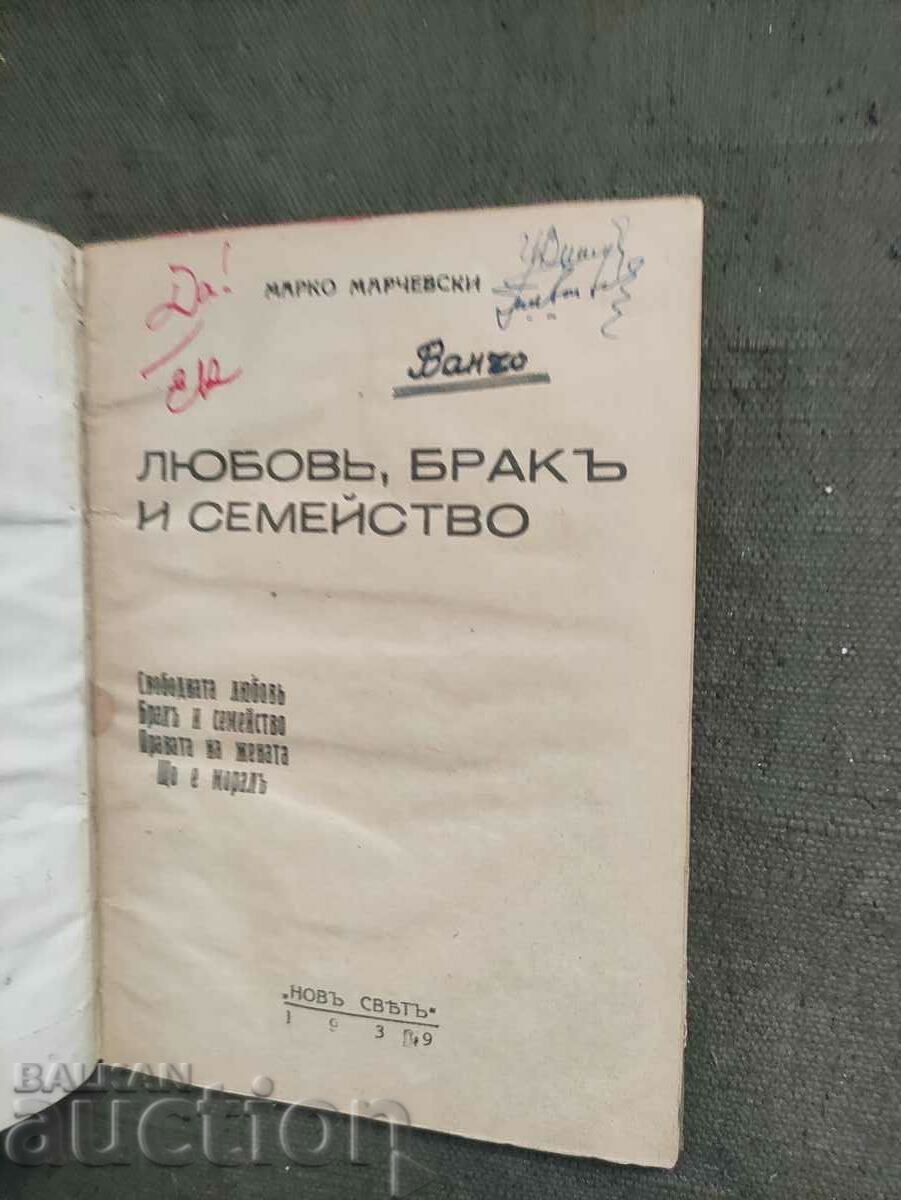 Да!
МАРКО МАРЧЕВСКИ
Ванчо
ЛЮБОВЬ, БРАКЪ
И СЕМЕЙСТВО
Свободната любовь
Бракъ и семейство
Правата на жената
Що е моралъ
„НОВЪ СВѢТЪ“
1 9 3 9
BALKAN
auction